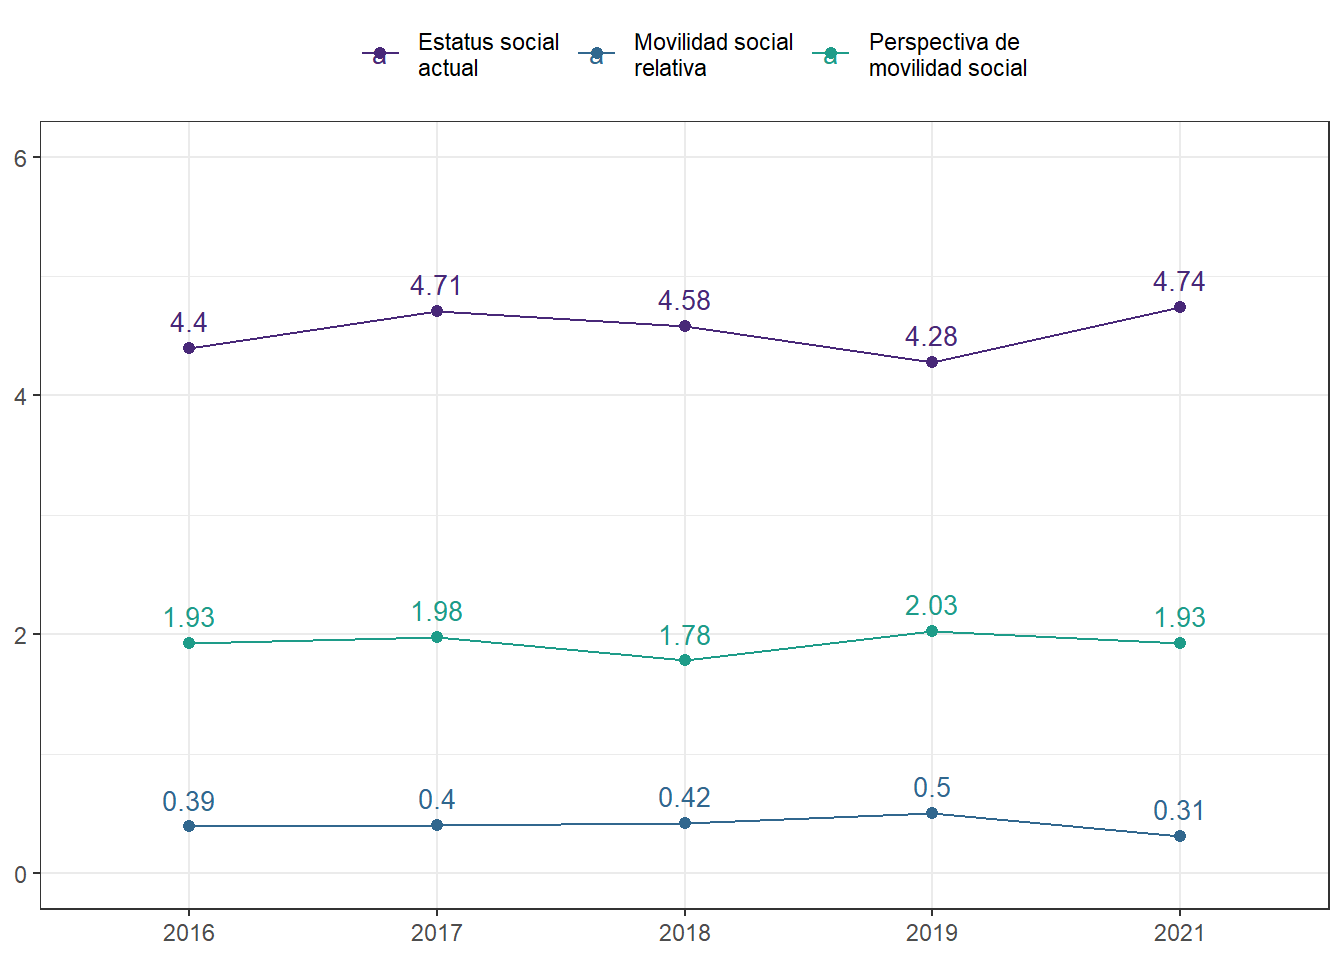 a Estatus social a Movilidad social a Perspectiva de
actual relativa movilidad social
6
4.71 4.74
4.4 4.58 4.28
4
1.93 1.98 1.78 2.03 1.93
2
0.39 0.4 0.42 0.5 0.31
0
2016 2017 2018 2019 2021